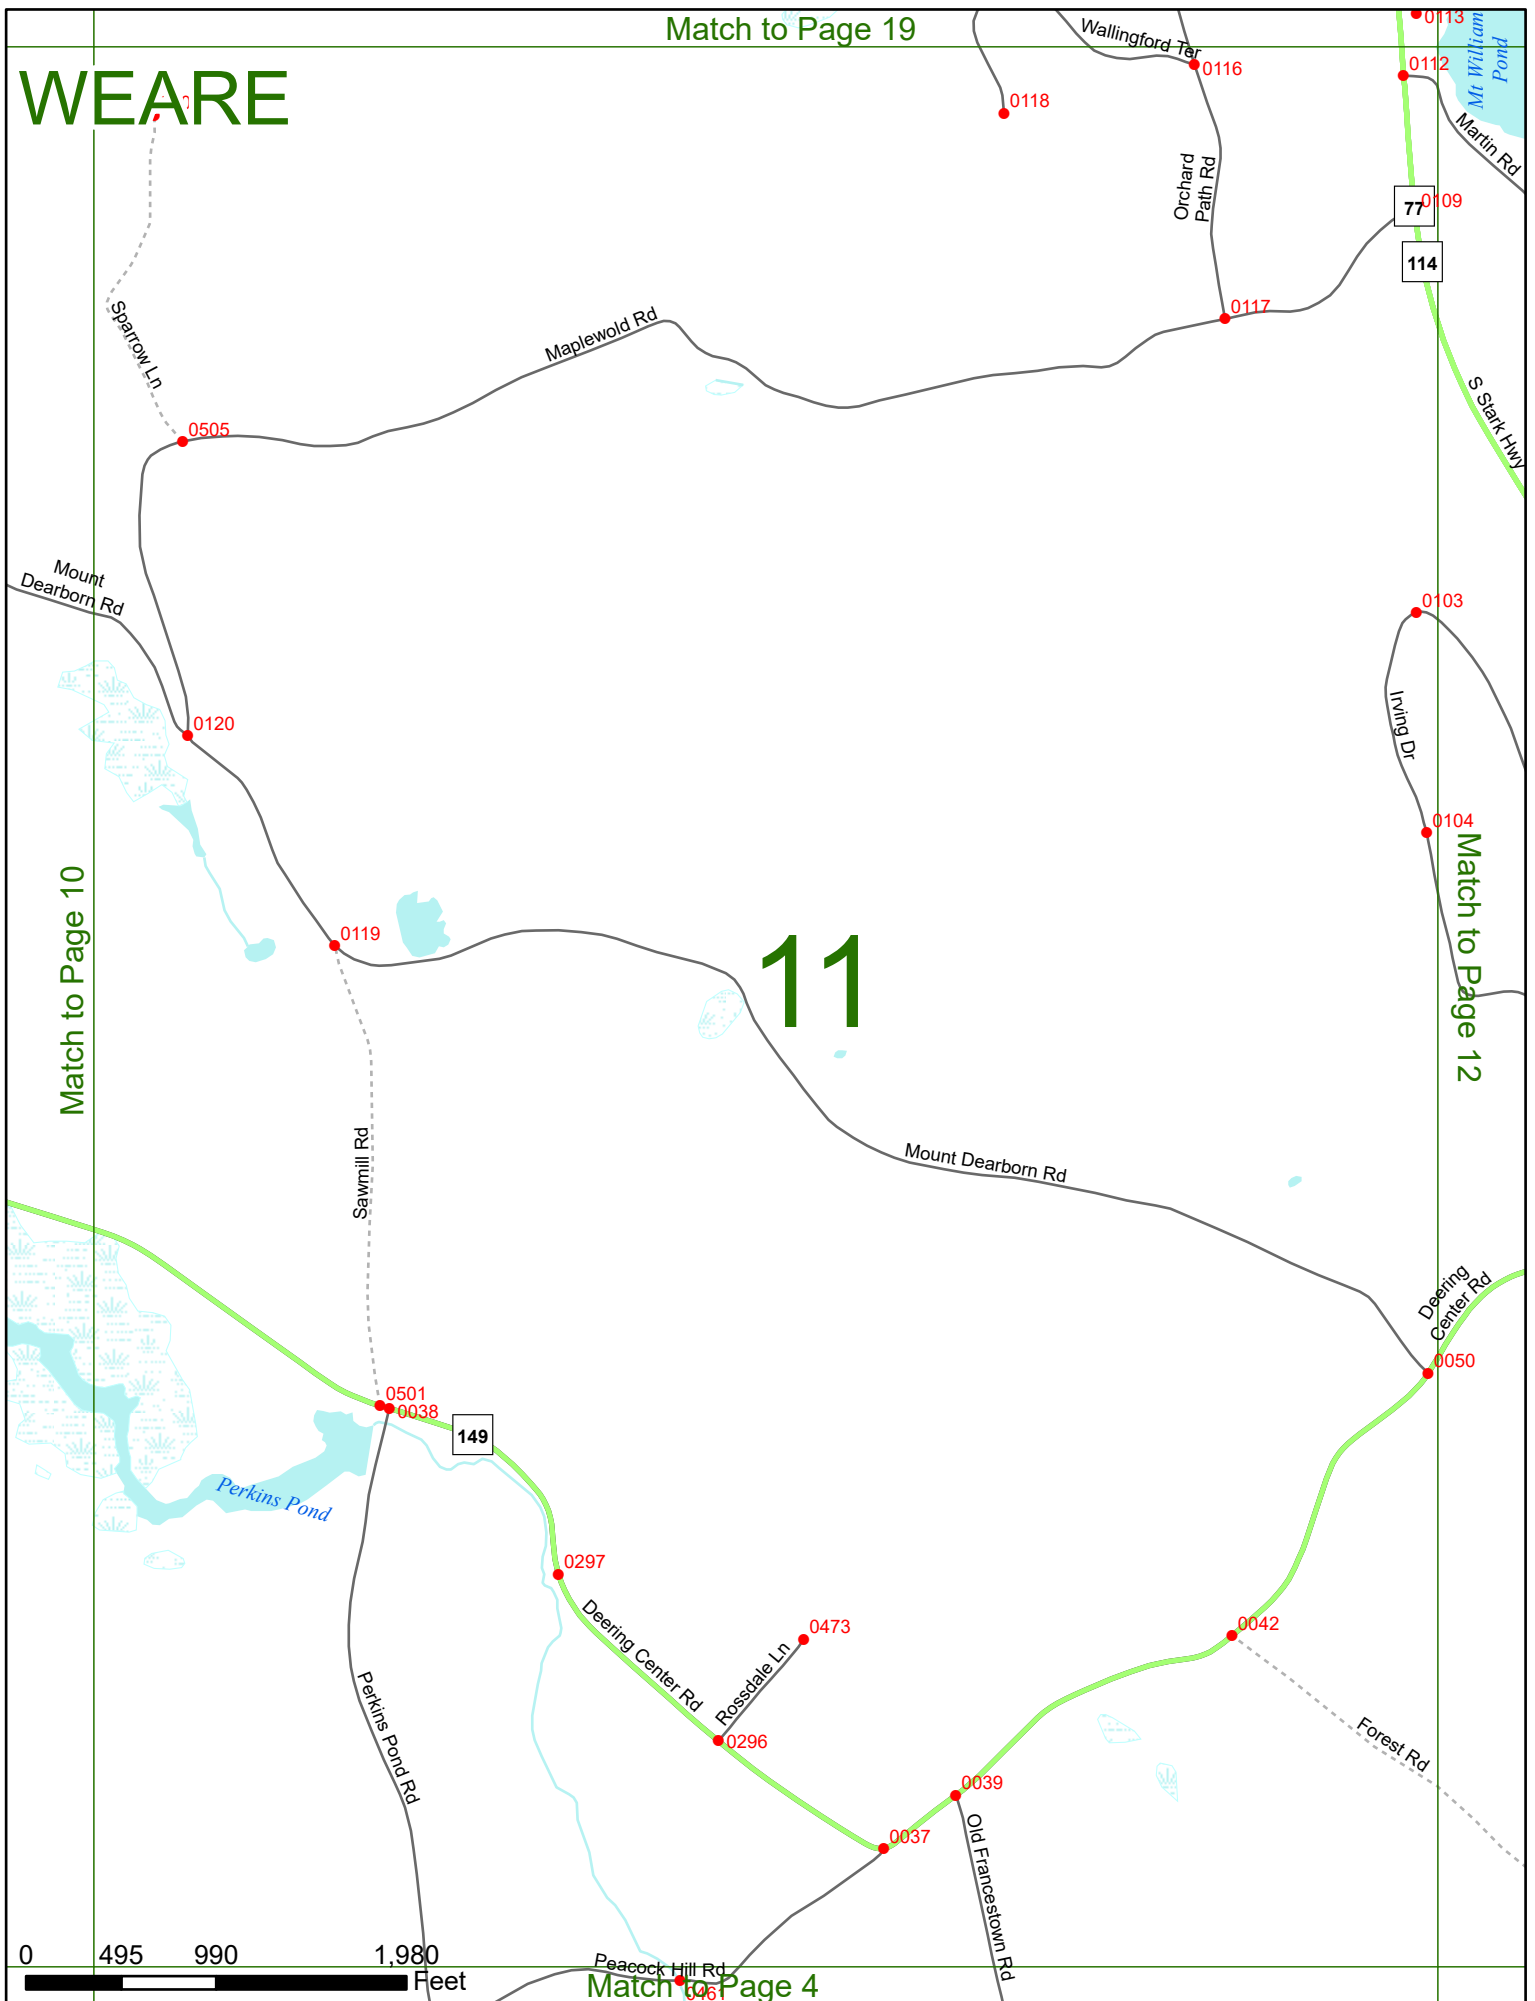 Match to Page 19
WEARE
Wallingford Ter
0113
0116
0112
0118
Mt William
Pond
Martin Rd
Orchard
Path Rd
77
0109
114
0117
Sparrow Ln
Maplewold Rd
S Stark Hwy
0505
Mount
Dearborn Rd
0103
0120
Irving Dr
0104
Match to Page 10
0119
11
Match to Page 12
Sawmill Rd
Mount Dearborn Rd
Deering
Center Rd
0050
0501
0038
149
Perkins Pond
0297
Deering Center Rd
0473
Rossdale Ln
0042
Perkins Pond Rd
0296
Forest Rd
0039
0037
Old Francestown Rd
0 495 990 1,980
Feet
Peacock Hill Rd
Match to Page 4
0461